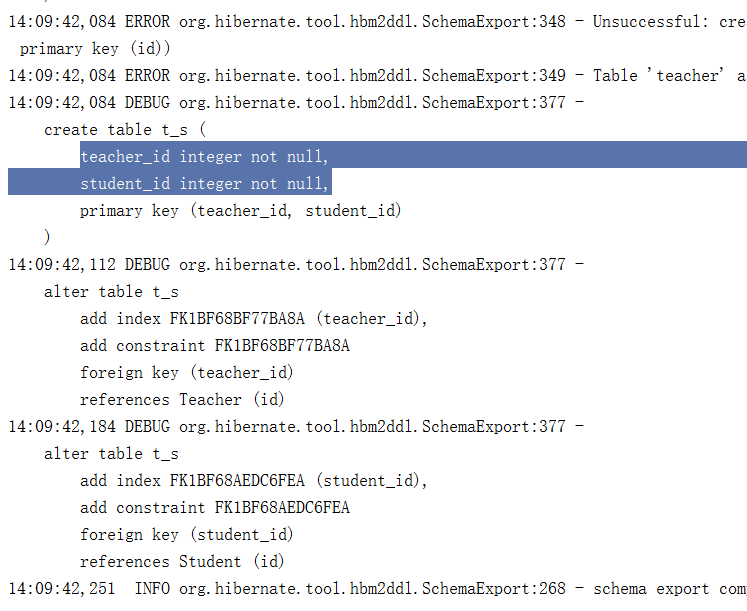 14:09:42,084 ERROR org.hibernate.tool.hbm2ddl.SchemaExport:348 - Unsuccessful: cre
primary key (id))
14:09:42,084 ERROR org.hibernate.tool.hbm2ddl.SchemaExport:349 - Table 'teacher' a
14:09:42,084 DEBUG org.hibernate.tool.hbm2ddl.SchemaExport:377 -
create table t_s (
teacher_id integer not null,
student_id integer not null,
primary key (teacher_id, student_id)
)
14:09:42,112 DEBUG org.hibernate.tool.hbm2ddl.SchemaExport:377 -
alter table t_s
add index FK1BF68BF77BA8A (teacher_id),
add constraint FK1BF68BF77BA8A
foreign key (teacher_id)
references Teacher (id)
14:09:42,184 DEBUG org.hibernate.tool.hbm2ddl.SchemaExport:377 -
alter table t_s
add index FK1BF68AEDC6FEA (student_id),
add constraint FK1BF68AEDC6FEA
foreign key (student_id)
references Student (id)
14:09:42,251 INFO org.hibernate.tool.hbm2ddl.SchemaExport:268 - schema export com